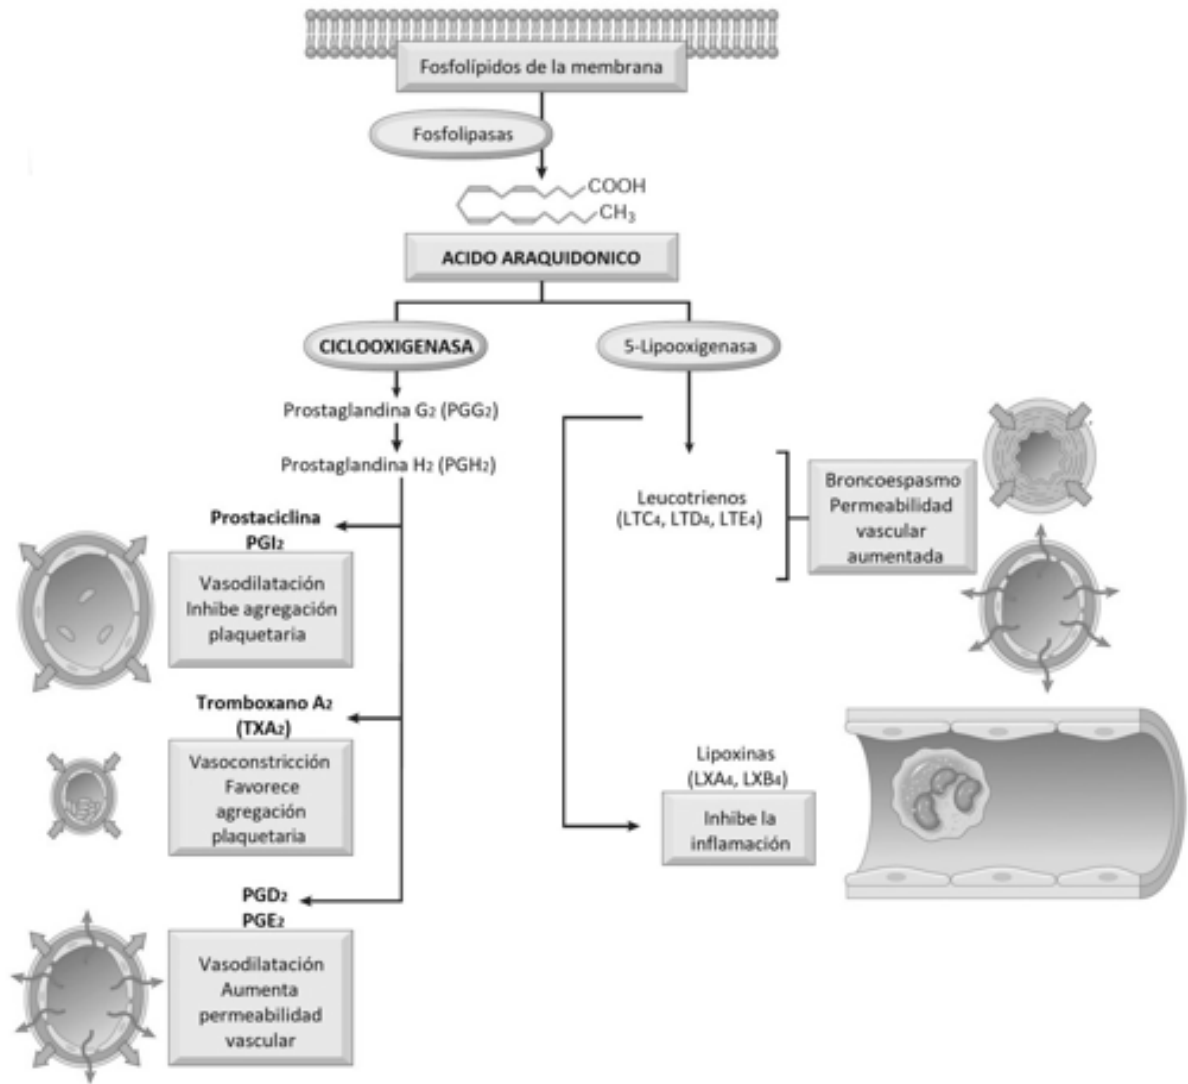 Fosfolípidos de la membrana
Fosfolipasas
COOH
CH₃
ACIDO ARAQUIDONICO
CICLOOXIGENASA
5-Lipooxigenasa
Prostaglandina G₂ (PGG₂)
Prostaglandina H₂ (PGH₂)
Prostaciclina
PGI₂
Vasodilatación
Inhibe agregación
plaquetaria
Tromboxano A₂
(TXA₂)
Vasoconstricción
Favorece
agregación
plaquetaria
PGD₂
PGE₂
Vasodilatación
Aumenta
permeabilidad
vascular
Leucotrienos
(LTC₄, LTD₄, LTE₄)
Broncoespasmo
Permeabilidad
vascular
aumentada
Lipoxinas
(LXA₄, LXB₄)
Inhibe la
inflamación